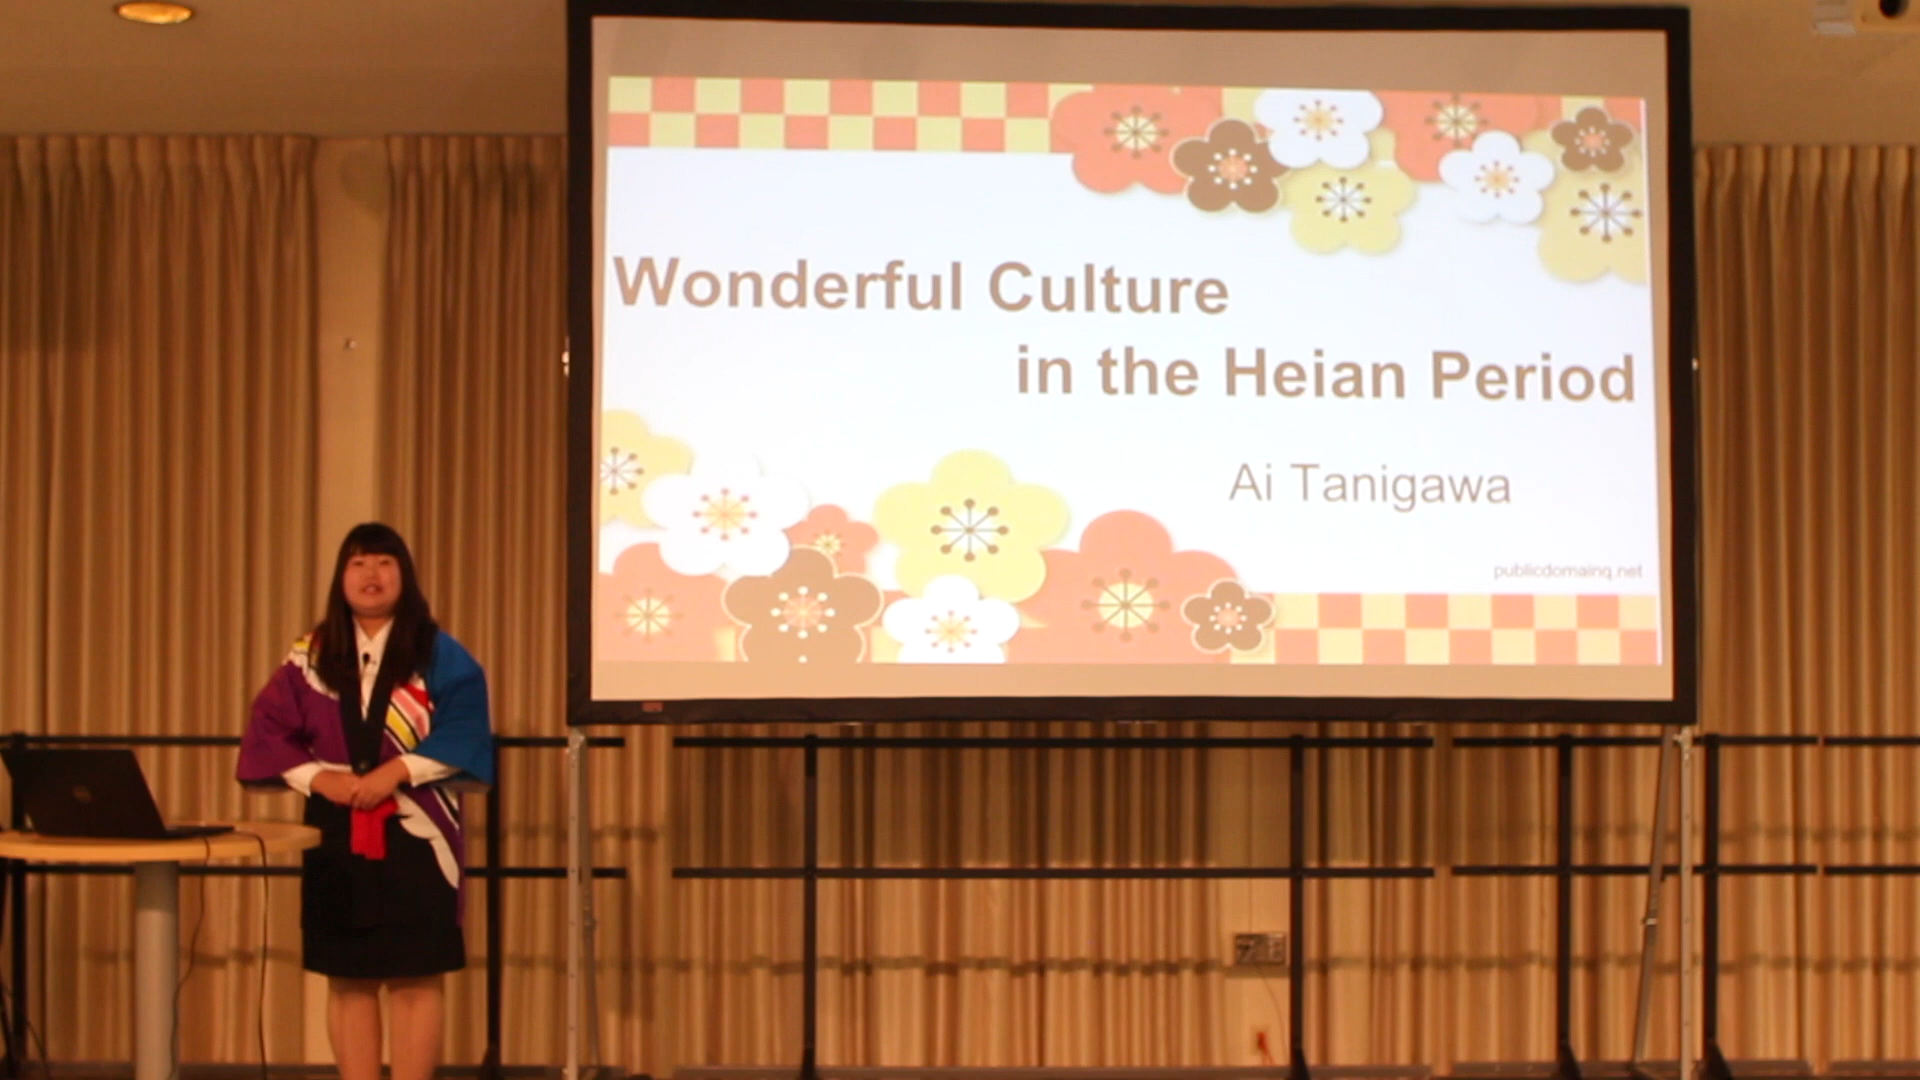 Wonderful Culture
in the Heian Period
Ai Tanigawa
publicdomainq.net